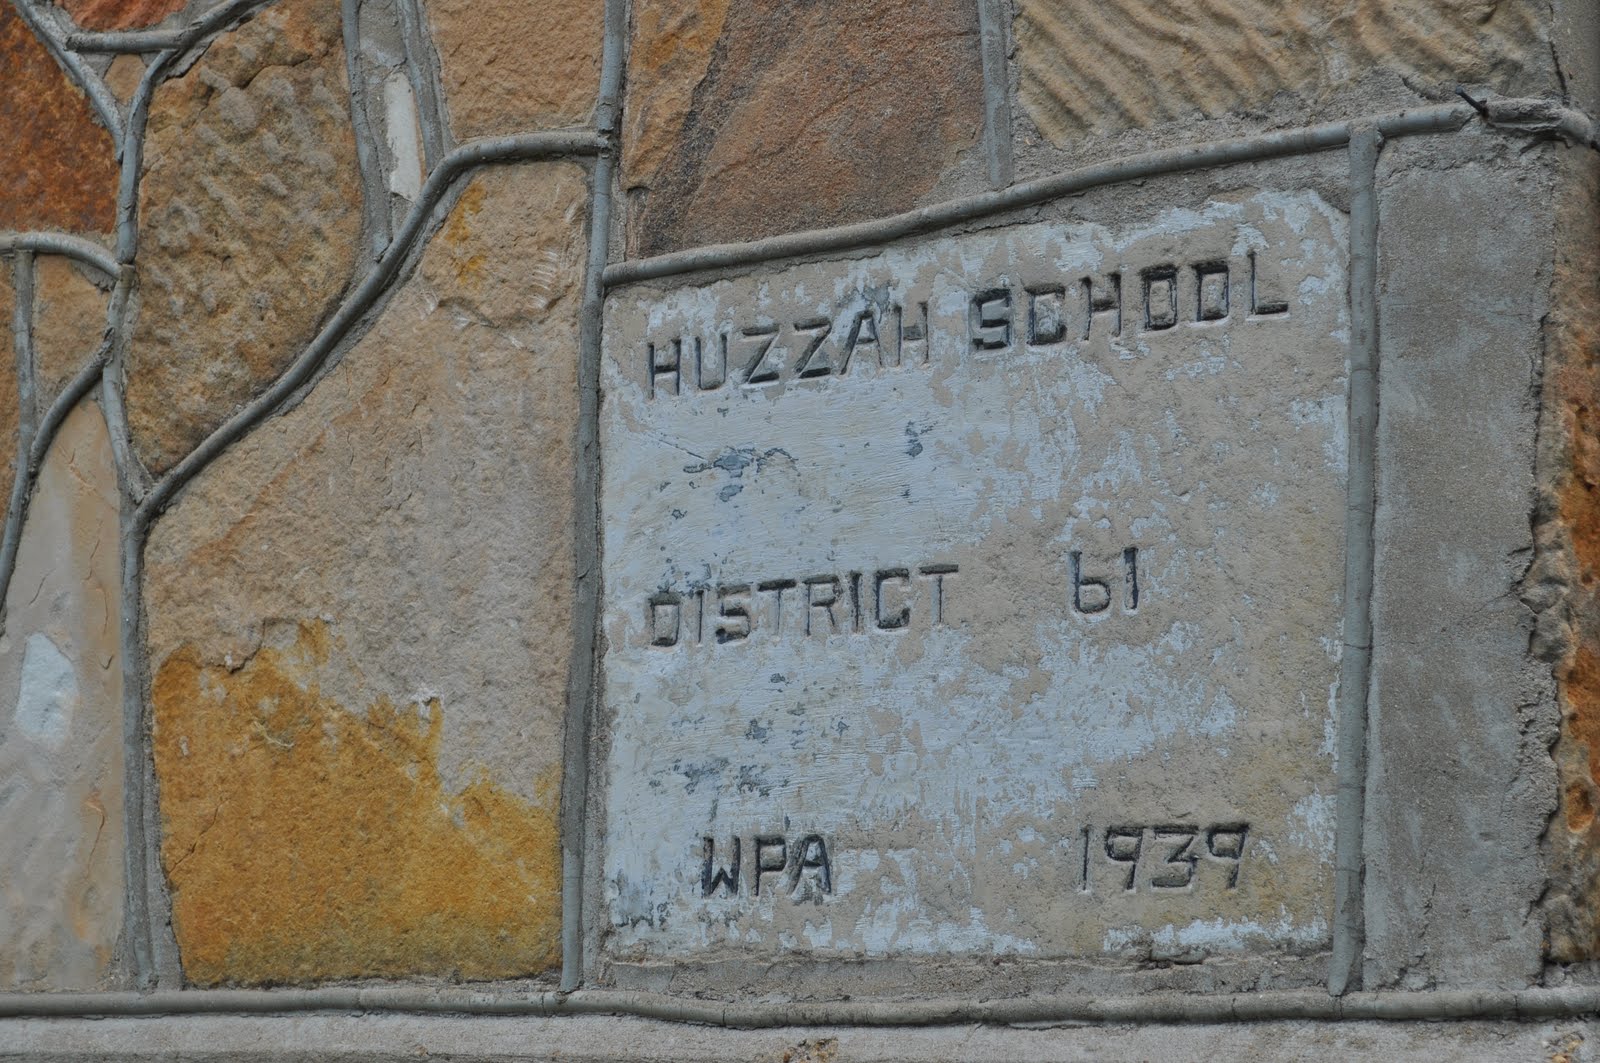 HUZZAH SCHOOL
DISTRICT 61
WPA 1939